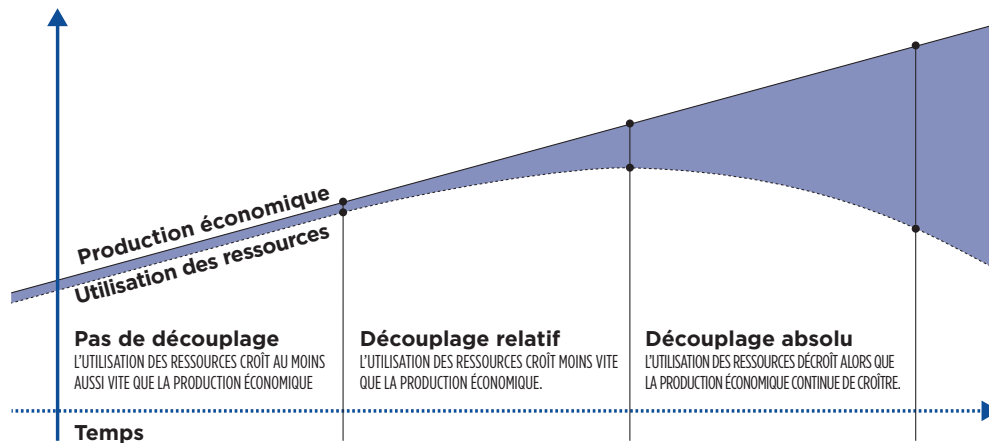 Production économique
Utilisation des ressources
Pas de découplage
L'UTILISATION DES RESSOURCES CROÎT AU MOINS
AUSSI VITE QUE LA PRODUCTION ÉCONOMIQUE
Découplage relatif
L'UTILISATION DES RESSOURCES CROÎT MOINS VITE
QUE LA PRODUCTION ÉCONOMIQUE.
Découplage absolu
L'UTILISATION DES RESSOURCES DÉCROÎT ALORS QUE
LA PRODUCTION ÉCONOMIQUE CONTINUE DE CROÎTRE.
Temps